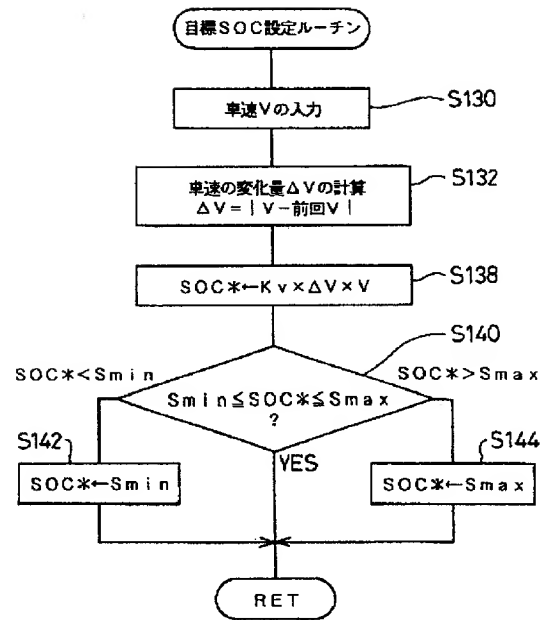 目標SOC設定ルーチン
S130
車速Vの入力
S132
車速の変化量ΔVの計算
ΔV=|V-前回V|
S138
SOC*←Kv×ΔV×V
S140
SOC*<Smin
SOC*>Smax
Smin≦SOC*≦Smax
?
S142
YES
S144
SOC*←Smin
SOC*←Smax
RET